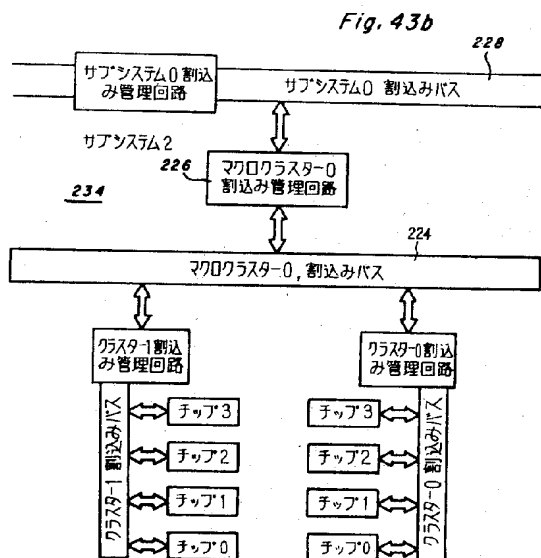 Fig. 43b
228
サブシステム0 割込
み管理回路
サブシステム0 割込みバス
サブシステム2
226
マクロクラスター0
割込み管理回路
234
224
マクロクラスター0, 割込みバス
クラスター1 割込
み管理回路
クラスター0 割込
み管理回路
クラスター1 割込みバス
チップ3
チップ2
チップ1
チップ0
チップ3
チップ2
チップ1
チップ0
クラスター0 割込みバス